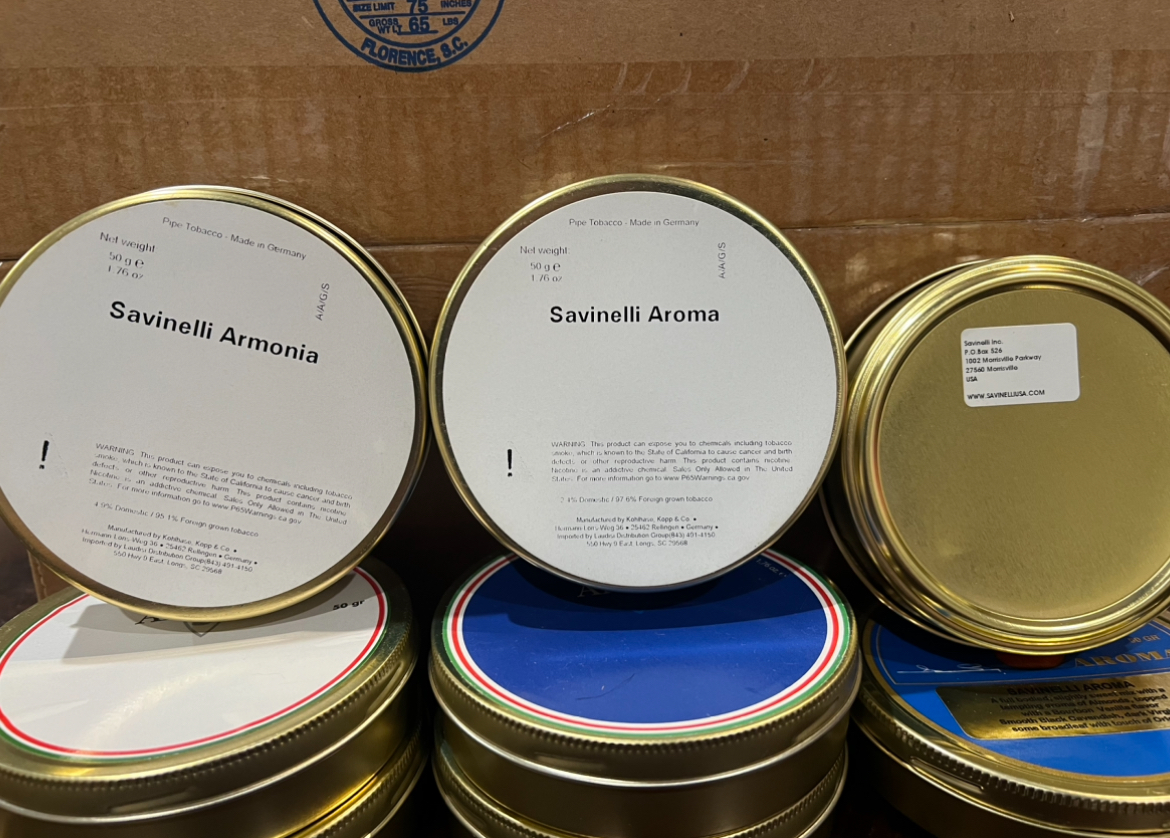 SIZE LIMIT 75 INCHES
GROSS WT LT 65 LBS
FLORENCE, S.C.
Pipe Tobacco - Made in Germany
Net weight
50 g e
1.76 oz
A/A/G/S
Savinelli Armonia
!
WARNING: This product can expose you to chemicals including tobacco
smoke, which is known to the State of California to cause cancer and birth
defects or other reproductive harm. This product contains nicotine.
Nicotine is an addictive chemical. Sales Only Allowed in The United
States. For more information go to www.P65Warnings.ca.gov
4.9% Domestic / 95.1% Foreign grown tobacco
Manufactured by Kohlhase, Kopp & Co. •
Hermann Löns-Weg 36 • 25462 Rellingen • Germany •
Imported by Laudisi Distribution Group(843) 491-4150
550 Hwy 9 East, Longs, SC 29568
Pipe Tobacco - Made in Germany
Net weight:
50 g e
1.76 oz
A/A/G/S
Savinelli Aroma
!
WARNING: This product can expose you to chemicals including tobacco
smoke, which is known to the State of California to cause cancer and birth
defects or other reproductive harm. This product contains nicotine.
Nicotine is an addictive chemical. Sales Only Allowed in The United
States. For more information go to www.P65Warnings.ca.gov
2.4% Domestic / 97.6% Foreign grown tobacco
Manufactured by Kohlhase, Kopp & Co. •
Hermann Löns-Weg 36 • 25462 Rellingen • Germany •
Imported by Laudisi Distribution Group(843) 491-4150
550 Hwy 9 East, Longs, SC 29568
Savinelli Inc.
P.O.Box 526
1002 Morrisville Parkway
27560 Morrisville
USA
WWW.SAVINELLIUSA.COM
50 gr
GR
AROMA
SAVINELLI AROMA
Smooth Black Cavendish, dark